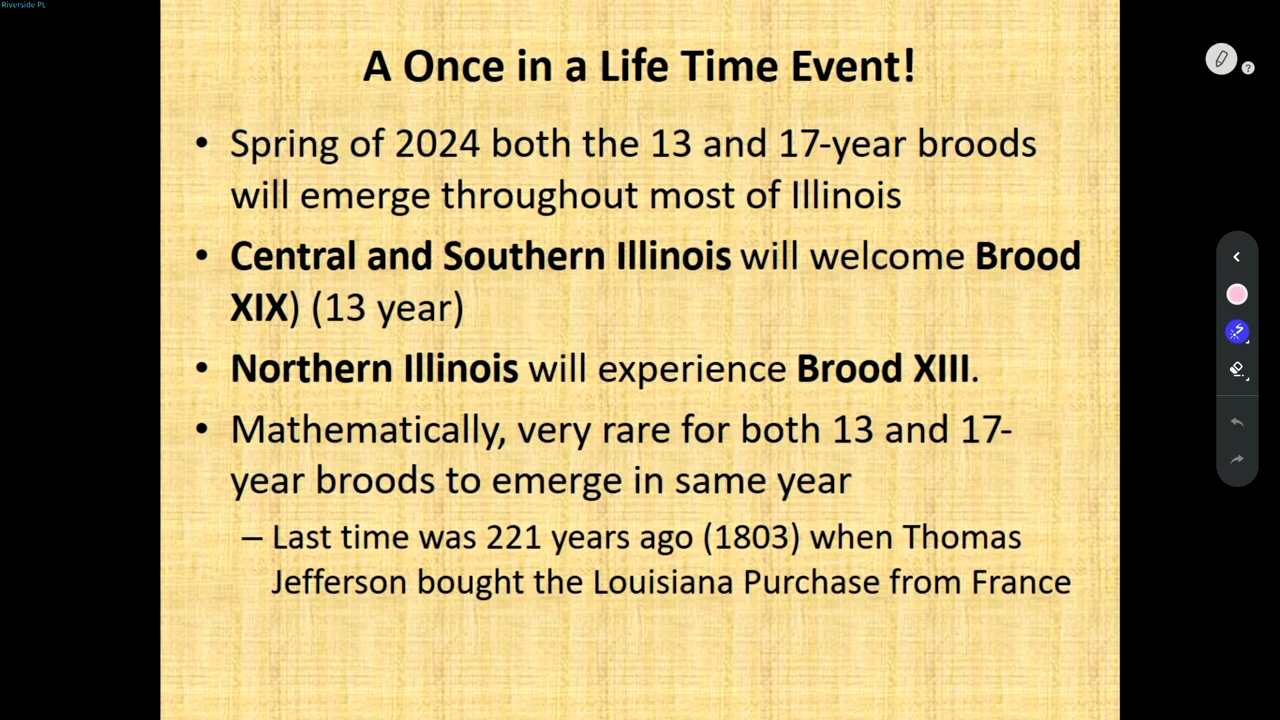 Riverside PL
A Once in a Life Time Event!
• Spring of 2024 both the 13 and 17-year broods
will emerge throughout most of Illinois
• Central and Southern Illinois will welcome Brood
XIX) (13 year)
• Northern Illinois will experience Brood XIII.
• Mathematically, very rare for both 13 and 17-
year broods to emerge in same year
– Last time was 221 years ago (1803) when Thomas
Jefferson bought the Louisiana Purchase from France
?